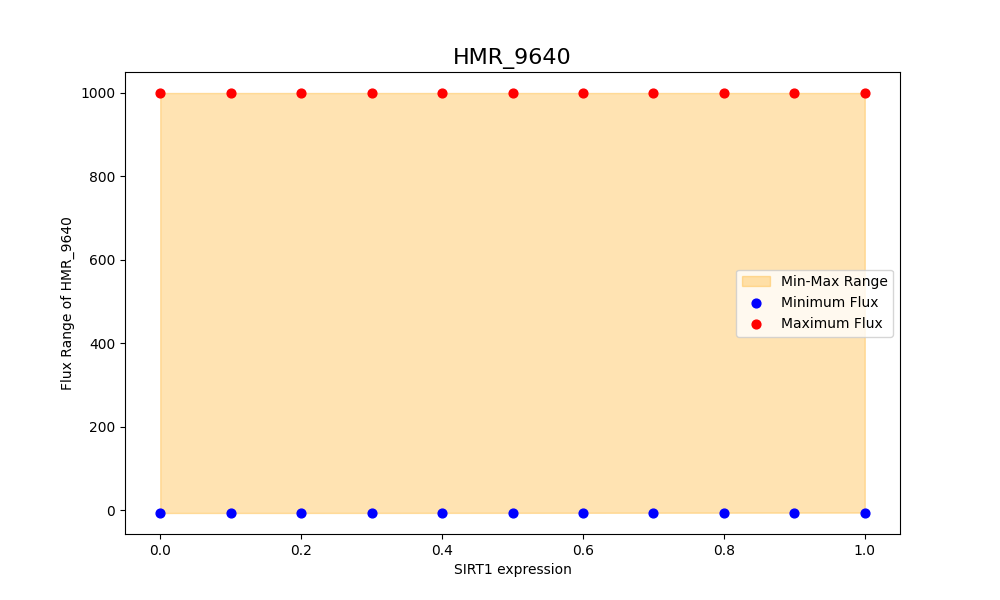 HMR_9640
Flux Range of HMR_9640
1000
800
600
400
200
0
Min-Max Range
Minimum Flux
Maximum Flux
0.0 0.2 0.4 0.6 0.8 1.0
SIRT1 expression